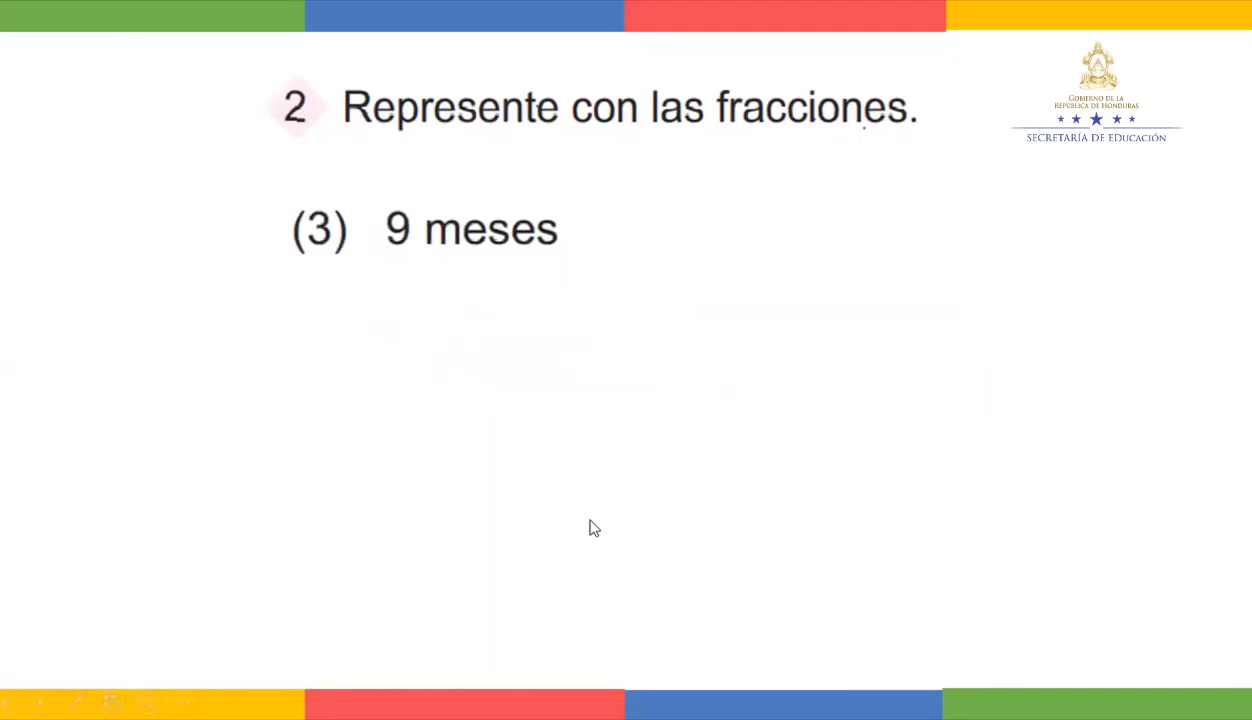 2 Represente con las fracciones.
GOBIERNO DE LA
REPÚBLICA DE HONDURAS
SECRETARÍA DE EDUCACIÓN
(3) 9 meses